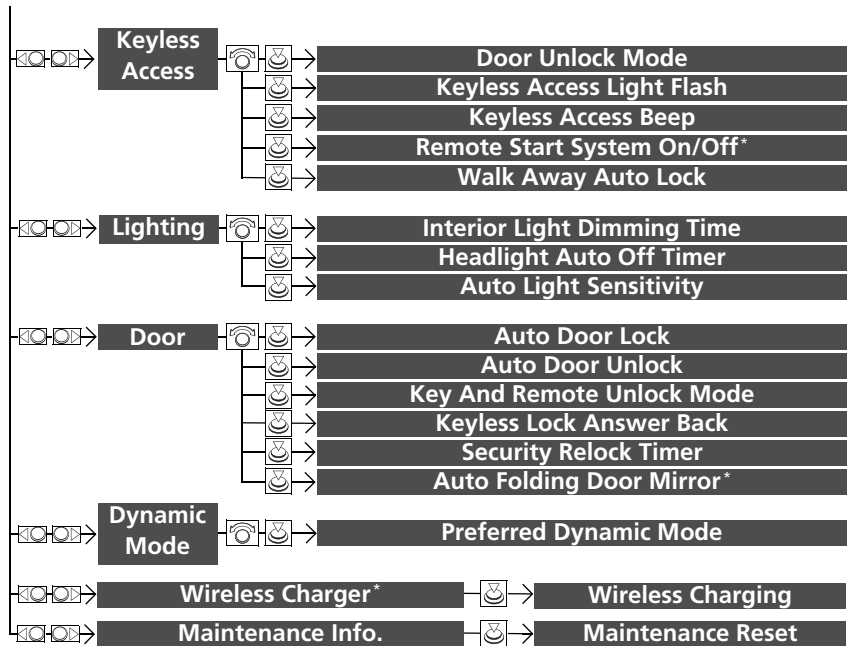 Keyless
Access
Door Unlock Mode
Keyless Access Light Flash
Keyless Access Beep
Remote Start System On/Off*
Walk Away Auto Lock
Lighting
Interior Light Dimming Time
Headlight Auto Off Timer
Auto Light Sensitivity
Door
Auto Door Lock
Auto Door Unlock
Key And Remote Unlock Mode
Keyless Lock Answer Back
Security Relock Timer
Auto Folding Door Mirror*
Dynamic
Mode
Preferred Dynamic Mode
Wireless Charger*
Wireless Charging
Maintenance Info.
Maintenance Reset